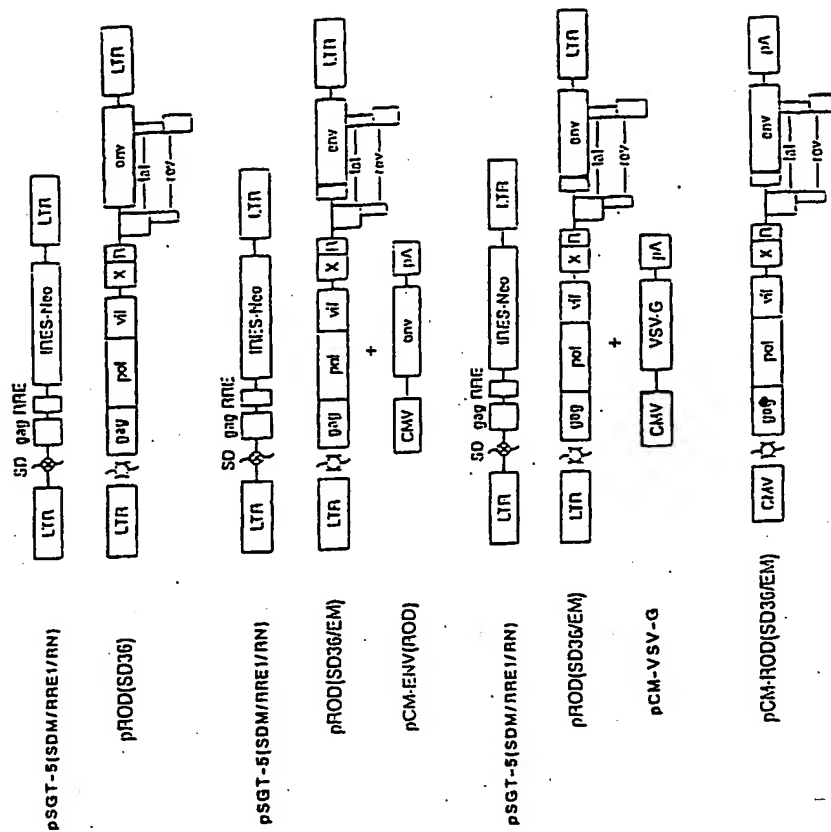 pSGT-5(SDM/RRE1/RN)
SD gag RRE
LTR IRES-Neo LTR
pROD(SD36)
LTR gag pol vif X r env LTR
tat
rev
pSGT-5(SDM/RRE1/RN)
SD gag RRE
LTR IRES-Neo LTR
pROD(SD36/EM)
LTR gag pol vif X r env LTR
tat
rev
+
pCM-ENV(ROD)
CMV env pA
pSGT-5(SDM/RRE1/RN)
SD gag RRE
LTR IRES-Neo LTR
pROD(SD36/EM)
LTR gag pol vif X r env LTR
tat
rev
+
pCM-VSV-G
CMV VSV-G pA
pCM-ROD(SD36/EM)
CMV gag pol vif X r env pA
tat
rev